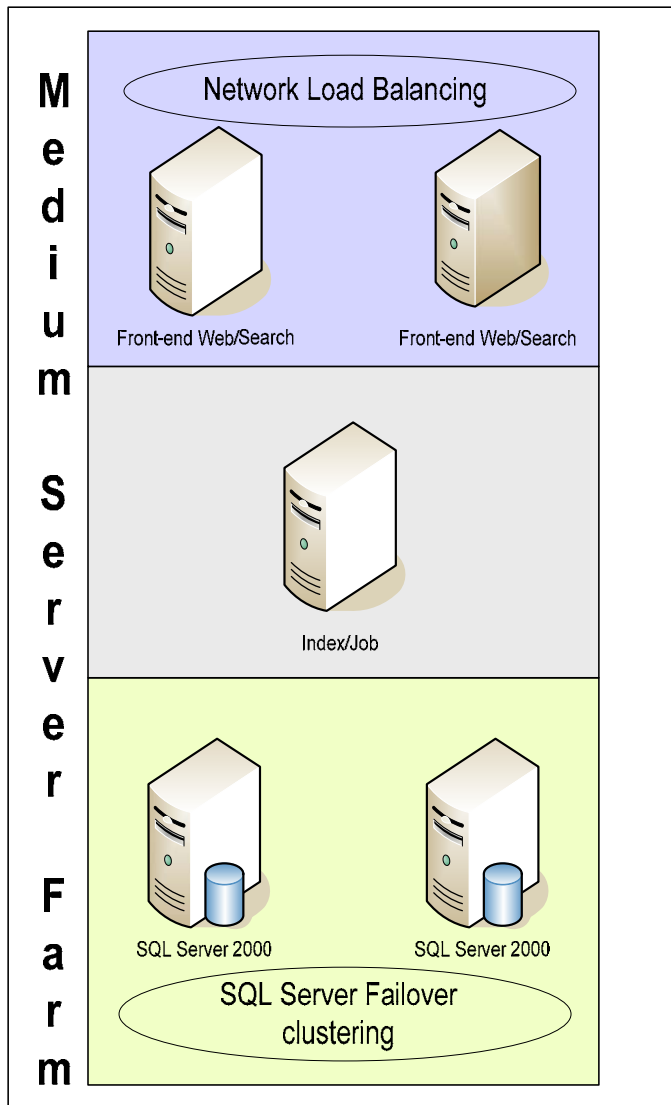 Medium Server Farm
Network Load Balancing
Front-end Web/Search
Front-end Web/Search
Index/Job
SQL Server 2000
SQL Server 2000
SQL Server Failover
clustering